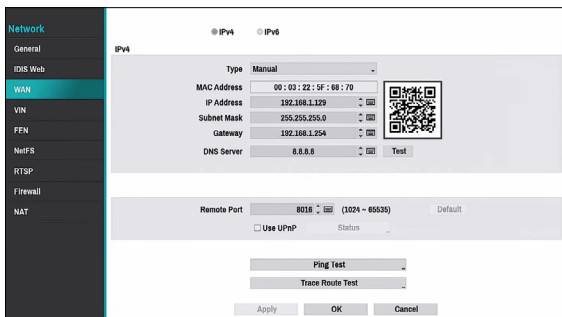 Network
General
IDIS Web
WAN
VIN
FEN
NetFS
RTSP
Firewall
NAT
IPv4 IPv6
IPv4
Type Manual
MAC Address 00 : 03 : 22 : 5F : 68 : 70
IP Address 192.168.1.129
Subnet Mask 255.255.255.0
Gateway 192.168.1.254
DNS Server 8.8.8.8 Test
Remote Port 8016 (1024 ~ 65535) Default
Use UPnP Status
Ping Test
Trace Route Test
Apply OK Cancel